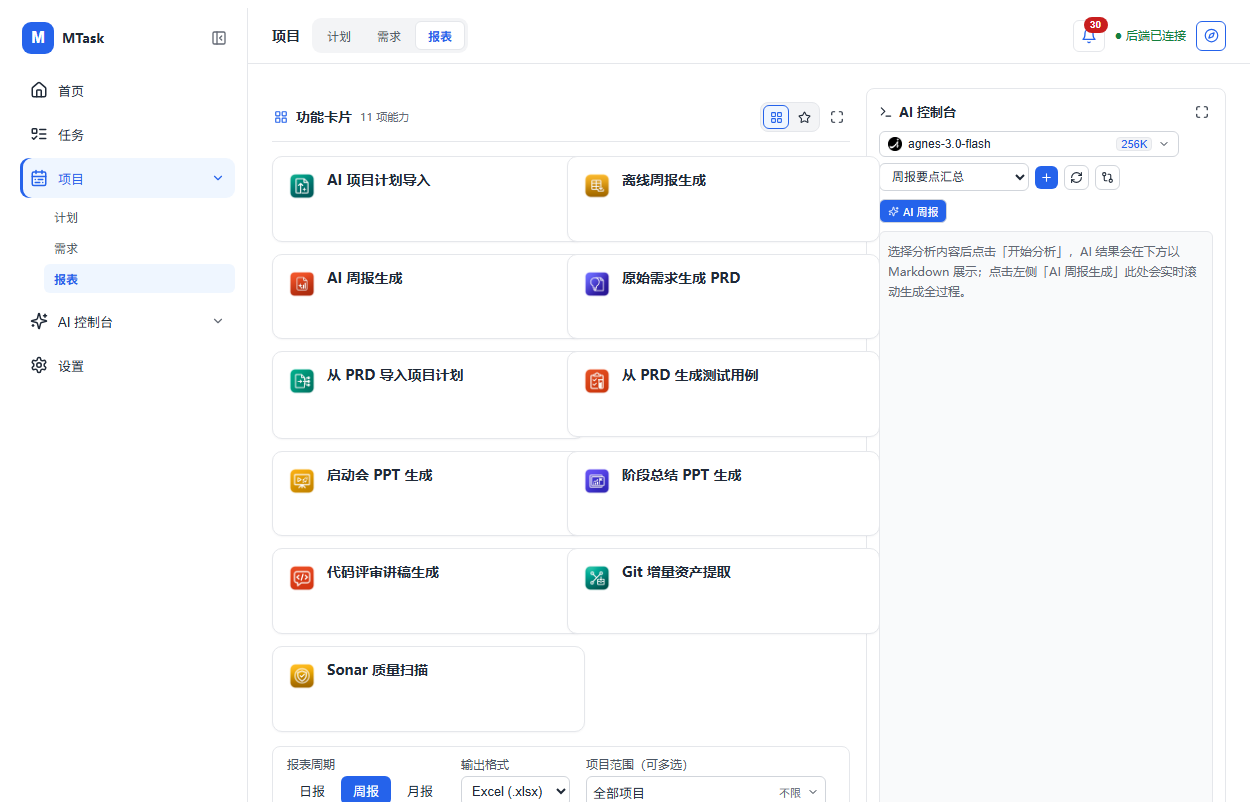 M MTask
首页
任务
项目
计划
需求
报表
AI 控制台
设置
项目 计划 需求 报表
30
后端已连接
功能卡片 11 项能力
AI 项目计划导入
离线周报生成
AI 周报生成
原始需求生成 PRD
从 PRD 导入项目计划
从 PRD 生成测试用例
启动会 PPT 生成
阶段总结 PPT 生成
代码评审讲稿生成
Git 增量资产提取
Sonar 质量扫描
报表周期 输出格式 项目范围（可多选）
日报 周报 月报 Excel (.xlsx) 全部项目 不限
AI 控制台
agnes-3.0-flash 256K
周报要点汇总
AI 周报
选择分析内容后点击「开始分析」，AI 结果会在下方以
Markdown 展示；点击左侧「AI 周报生成」此处会实时滚
动生成全过程。